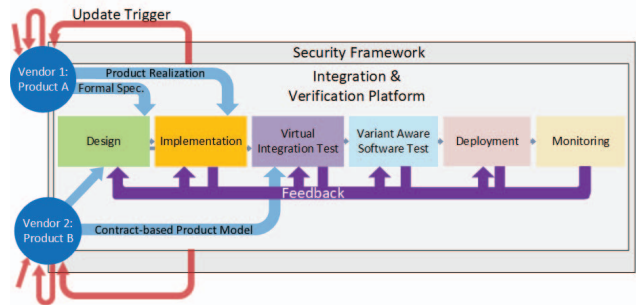 Update Trigger
Security Framework
Vendor 1:
Product A
Product Realization
Formal Spec.
Integration &
Verification Platform
Design
Implementation
Virtual
Integration Test
Variant Aware
Software Test
Deployment
Monitoring
Feedback
Vendor 2:
Product B
Contract-based Product Model